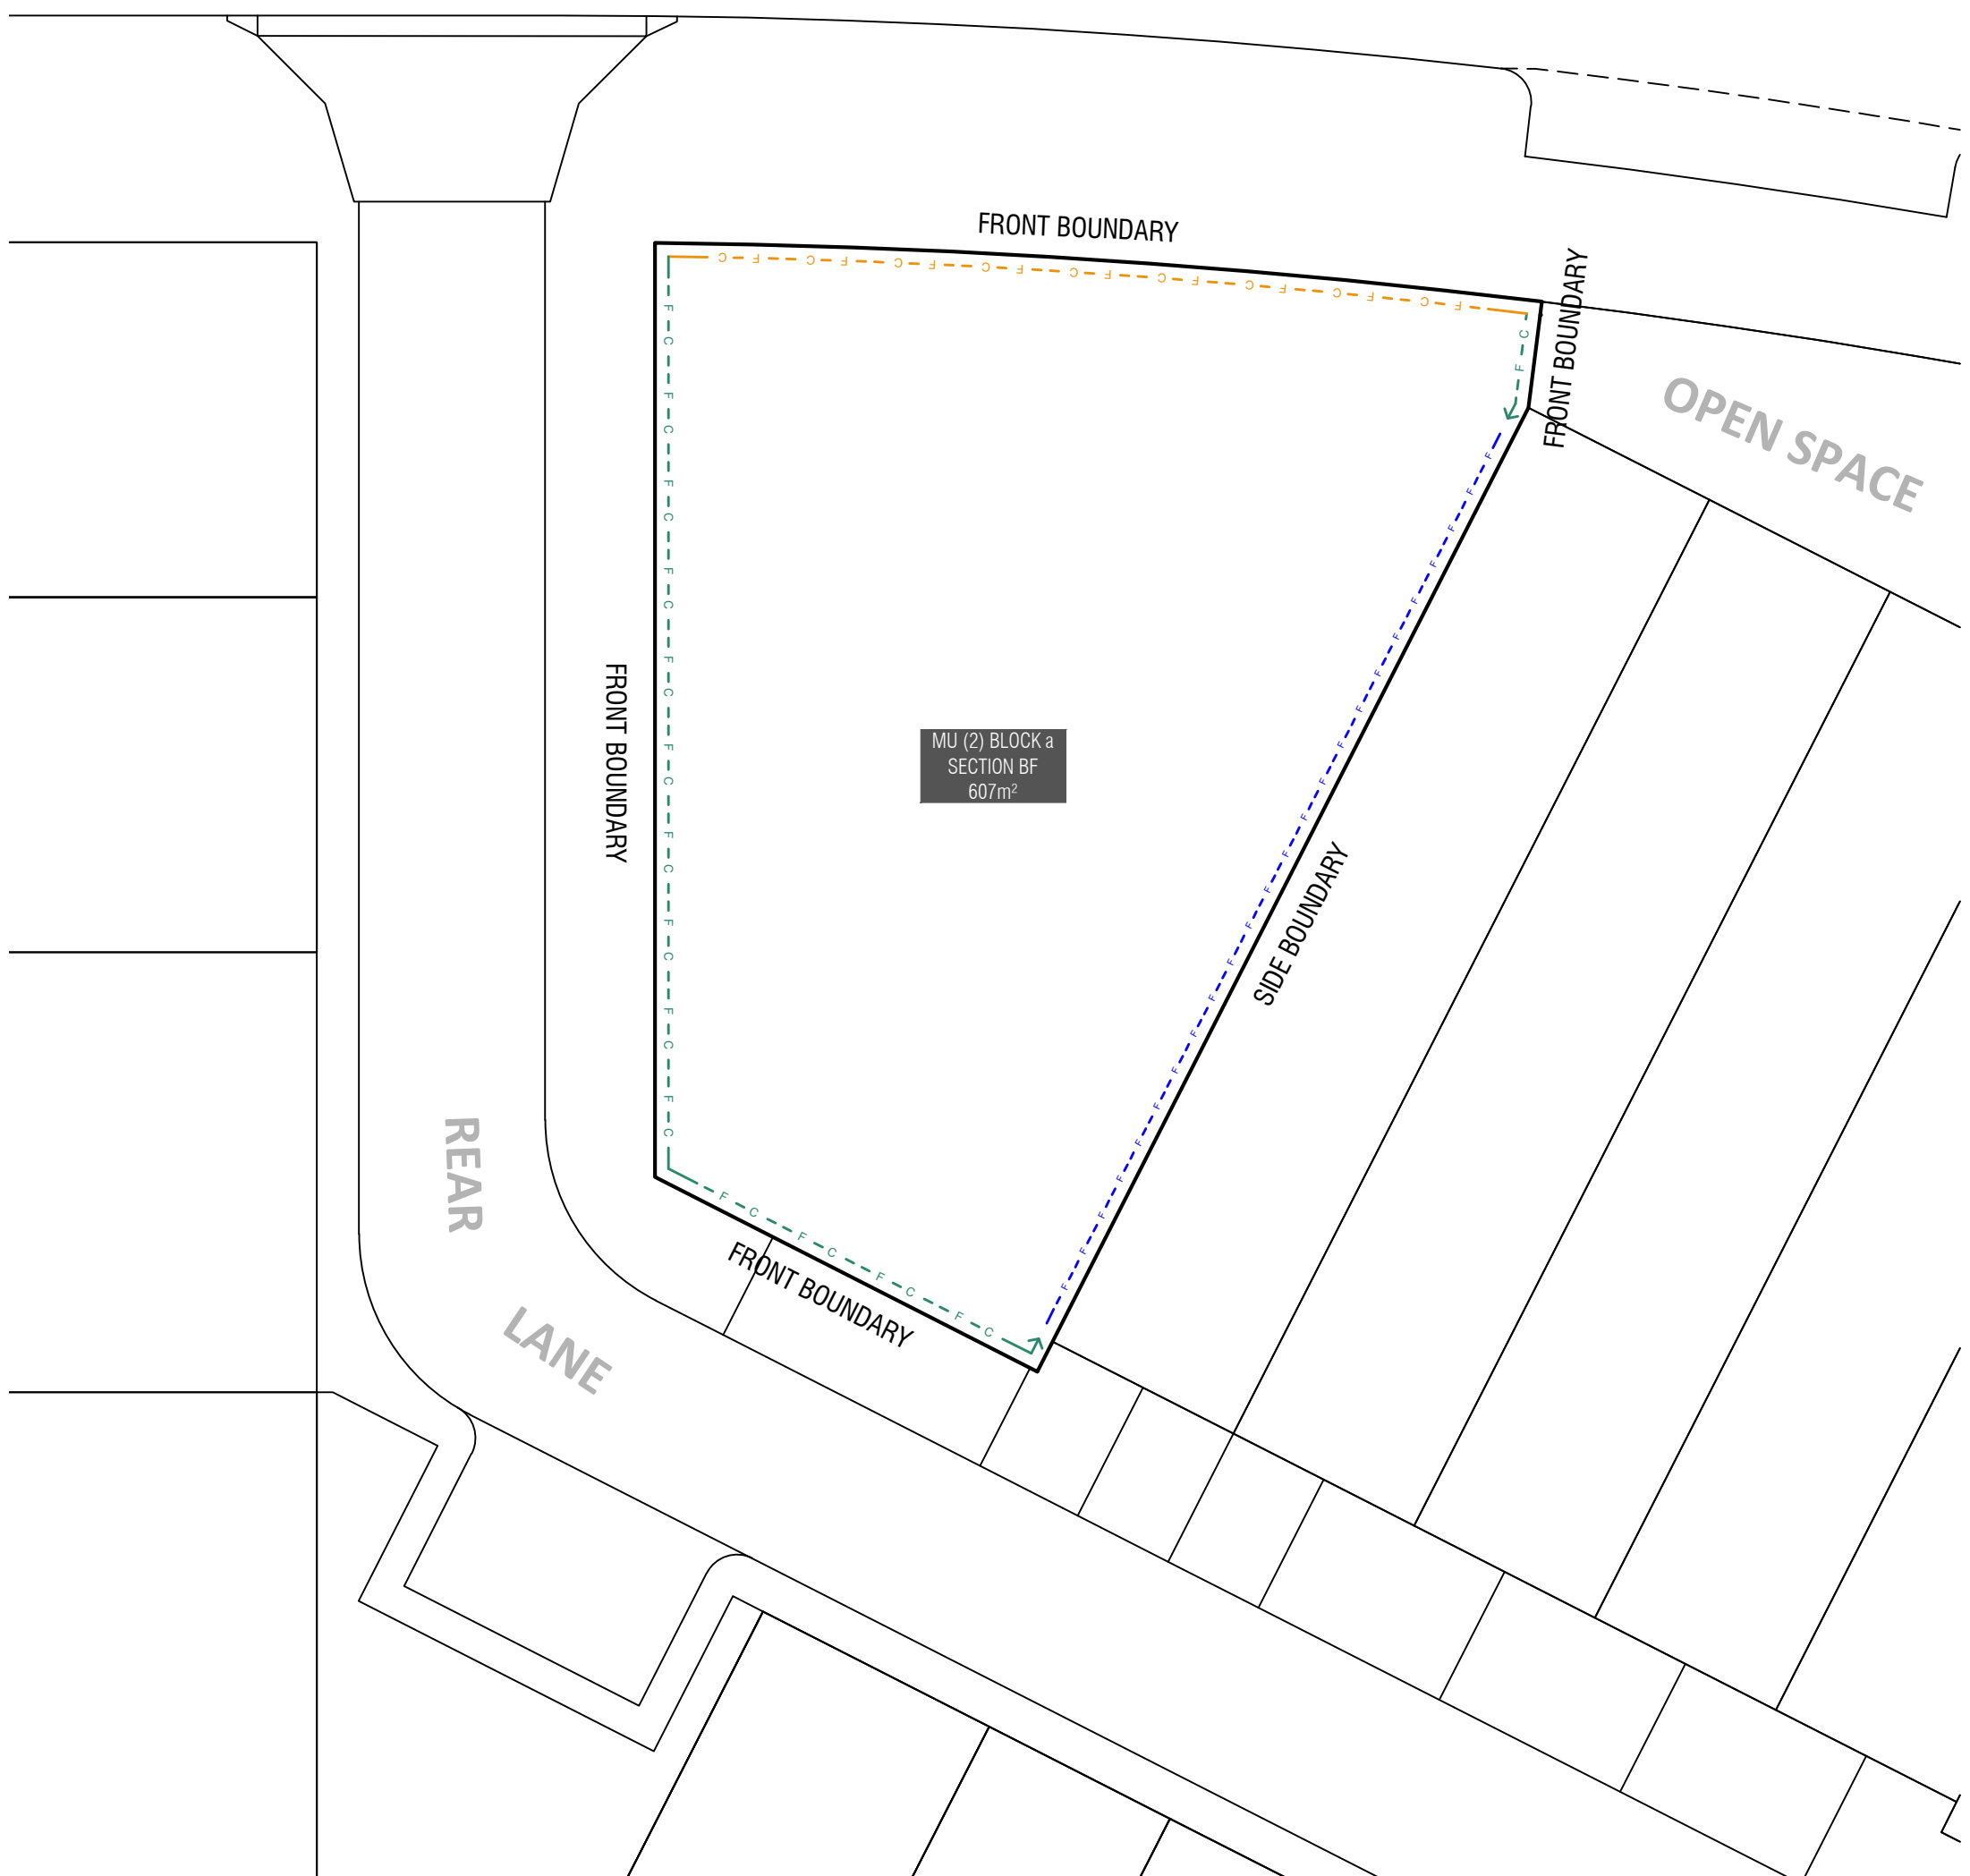 FRONT BOUNDARY
FRONT BOUNDARY
OPEN SPACE
FRONT BOUNDARY
MU (2) BLOCK a
SECTION BF
607m²
SIDE BOUNDARY
REAR
LANE
FRONT BOUNDARY
C F C F C F C F C F C F C F C F C F
C F
F C F C F C F C F C F C F C F C F C F C
F C F C F C F C
F F F F F F F F F F F F F F F F F F F F F F F F